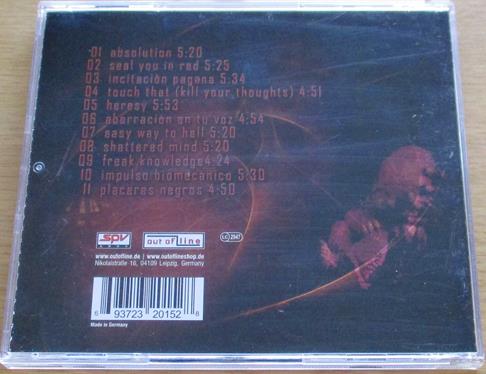 01 absolution 5:20
02 seal you in red 5:25
03 incitación pagana 5:34
04 touch that (kill your thoughts) 4:51
05 heresy 5:53
06 aberración en tu voz 4:54
07 easy way to hell 5:20
08 shattered mind 5:20
09 freak knowledge 4:24
10 impulso biomecánico 5:30
11 placeres negros 4:50
spv
out of line
LC 2947
www.outofline.de | www.outoflineshop.de
Nikolaistraße 16, 04109 Leipzig, Germany
6 93723 20152 8
Made in Germany